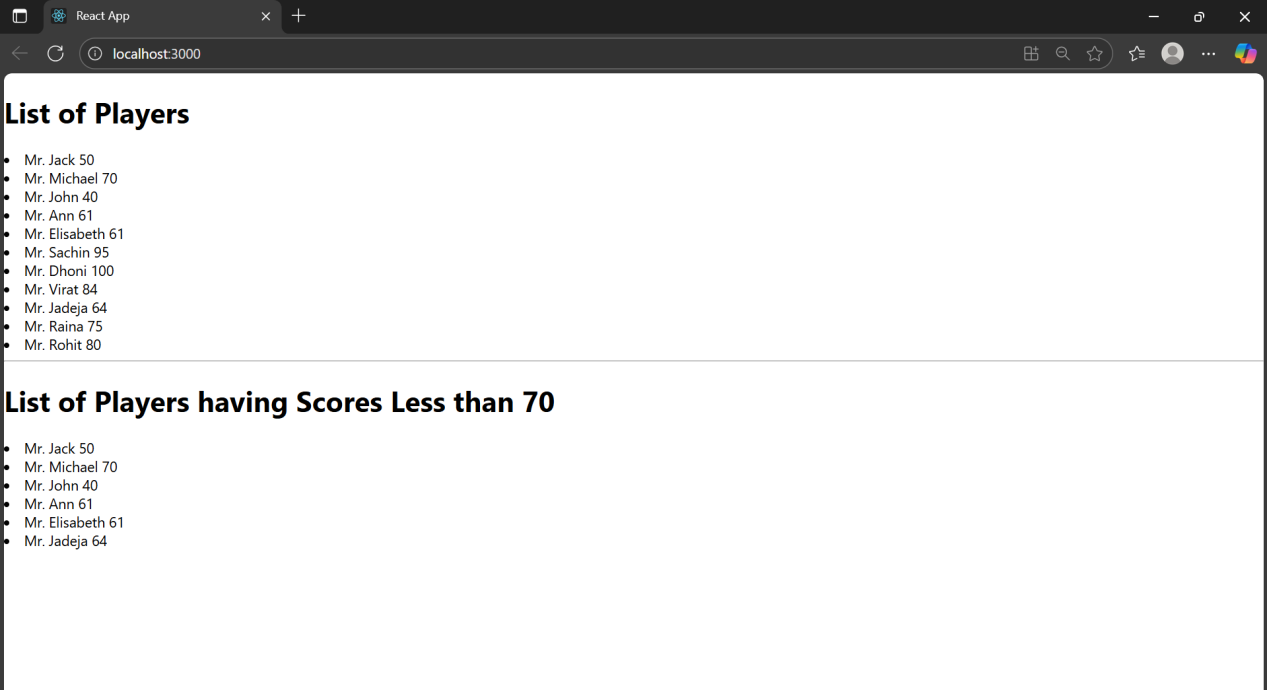 React App
localhost:3000
List of Players
Mr. Jack 50
Mr. Michael 70
Mr. John 40
Mr. Ann 61
Mr. Elisabeth 61
Mr. Sachin 95
Mr. Dhoni 100
Mr. Virat 84
Mr. Jadeja 64
Mr. Raina 75
Mr. Rohit 80
List of Players having Scores Less than 70
Mr. Jack 50
Mr. Michael 70
Mr. John 40
Mr. Ann 61
Mr. Elisabeth 61
Mr. Jadeja 64